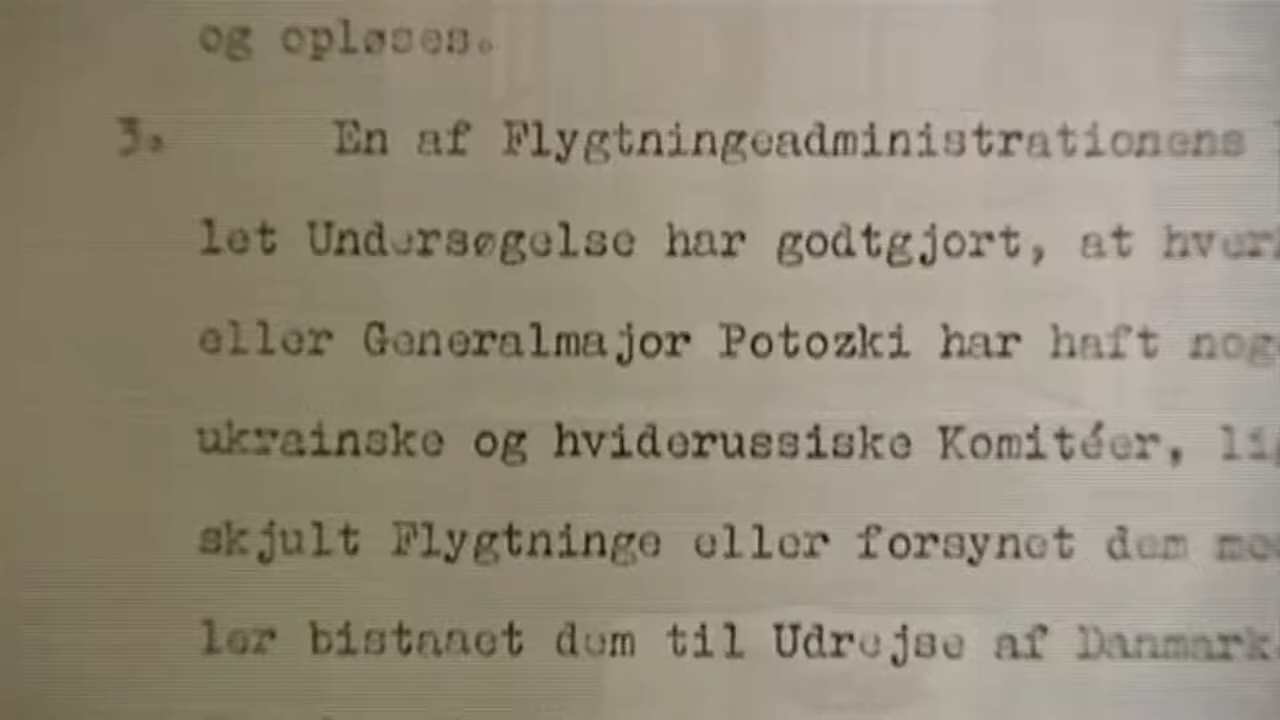 og opløses.
3. En af Flygtningeadministrationens
let Undersøgelse har godtgjort, at
eller Generalmajor Potozki har haft
ukrainske og hviderussiske Komitéer,
skjult Flygtninge eller forsynet dem
ler bistaaet dem til Udrejse af Danmark